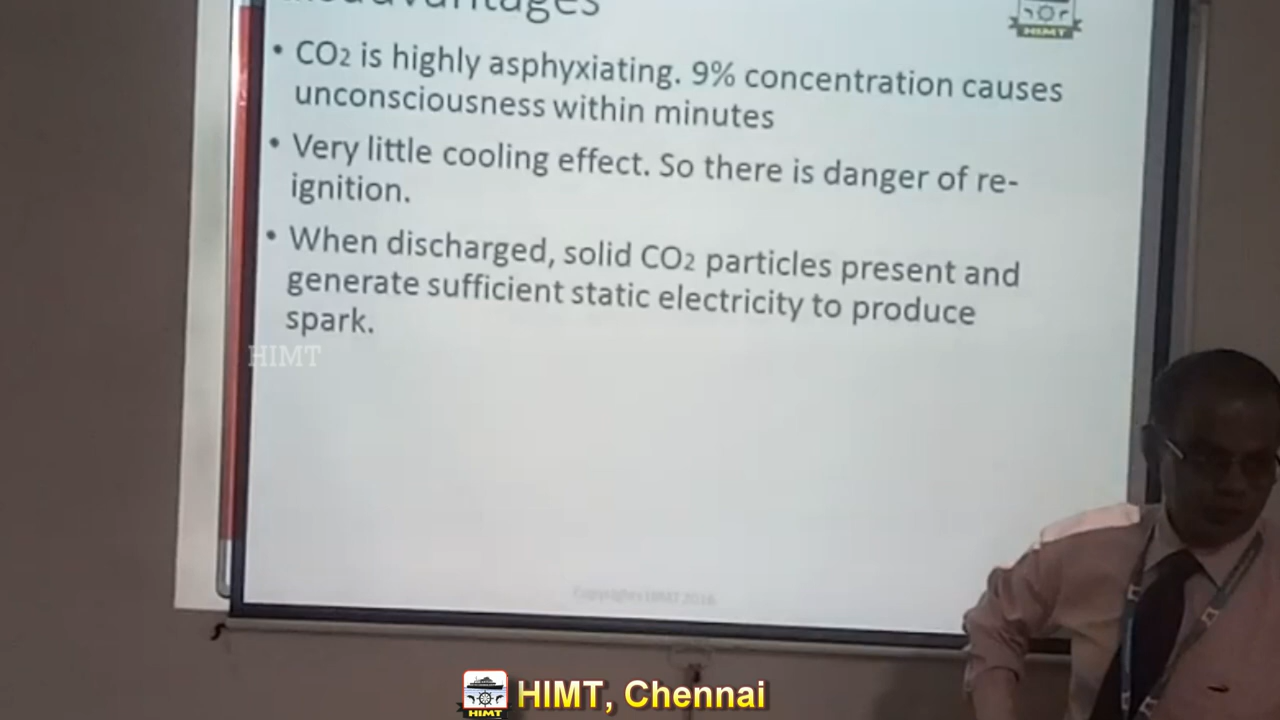 HIMT
• CO2 is highly asphyxiating. 9% concentration causes
unconsciousness within minutes
• Very little cooling effect. So there is danger of re-
ignition.
• When discharged, solid CO2 particles present and
generate sufficient static electricity to produce
spark.
HIMT
HIMT HIMT, Chennai